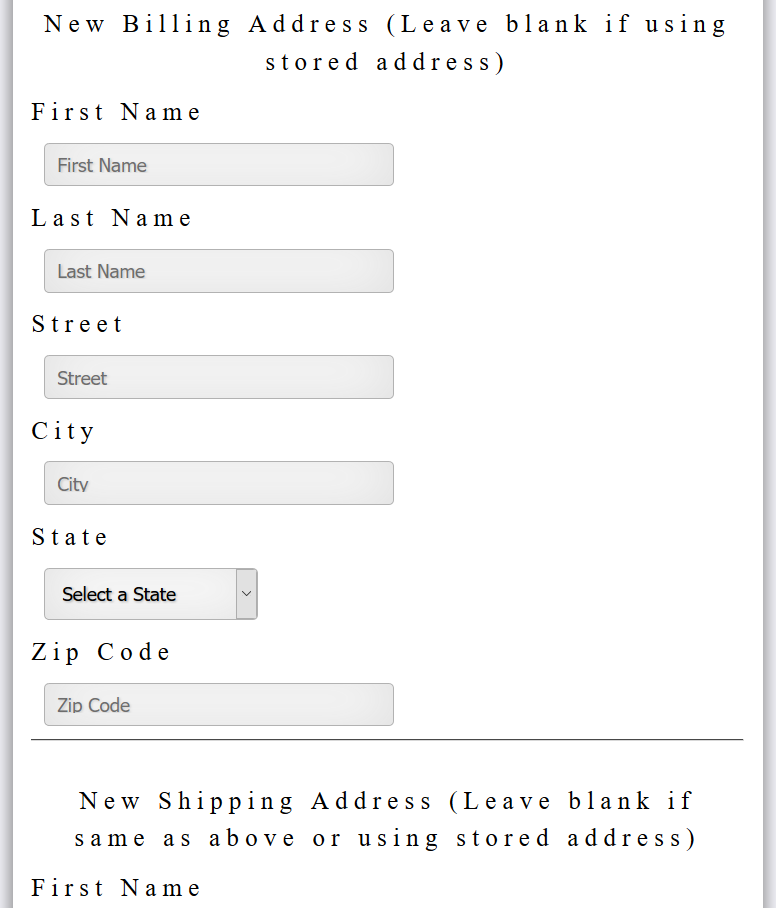 New Billing Address (Leave blank if using
stored address)
First Name
First Name
Last Name
Last Name
Street
Street
City
City
State
Select a State
Zip Code
Zip Code
New Shipping Address (Leave blank if
same as above or using stored address)
First Name